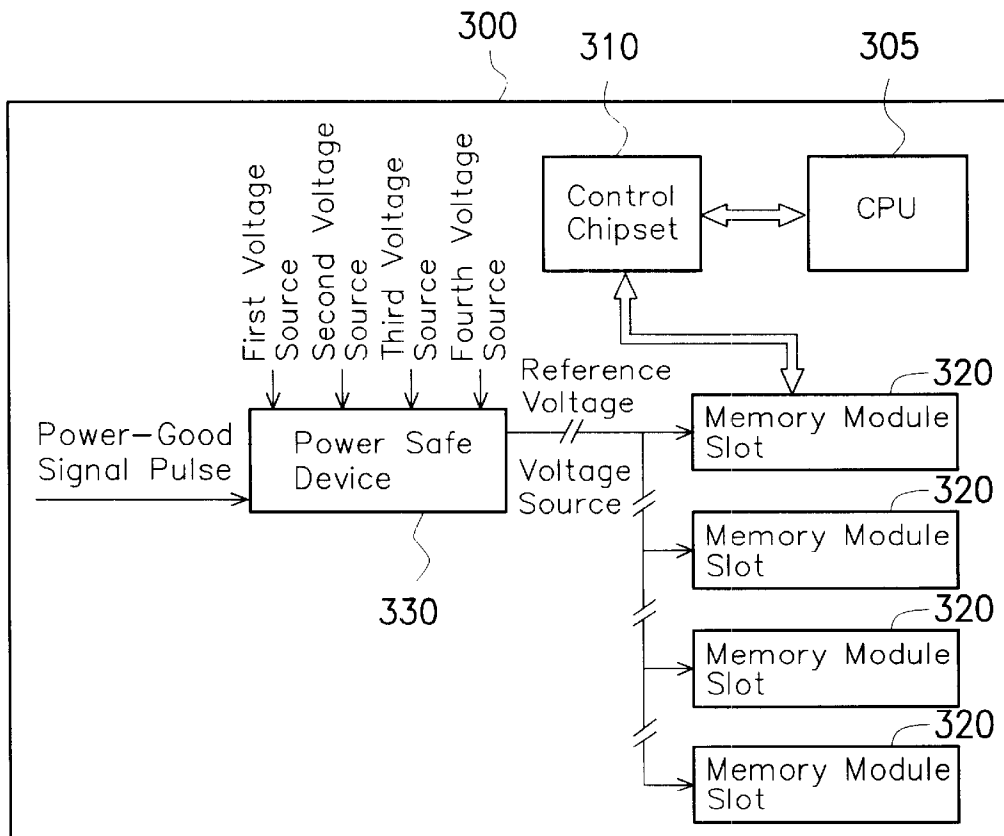 300
310
305
First Voltage
Source
Second Voltage
Source
Third Voltage
Source
Fourth Voltage
Source
Control
Chipset
CPU
Power-Good
Signal Pulse
Power Safe
Device
330
Reference
Voltage
Voltage
Source
320
Memory Module
Slot
320
Memory Module
Slot
320
Memory Module
Slot
320
Memory Module
Slot